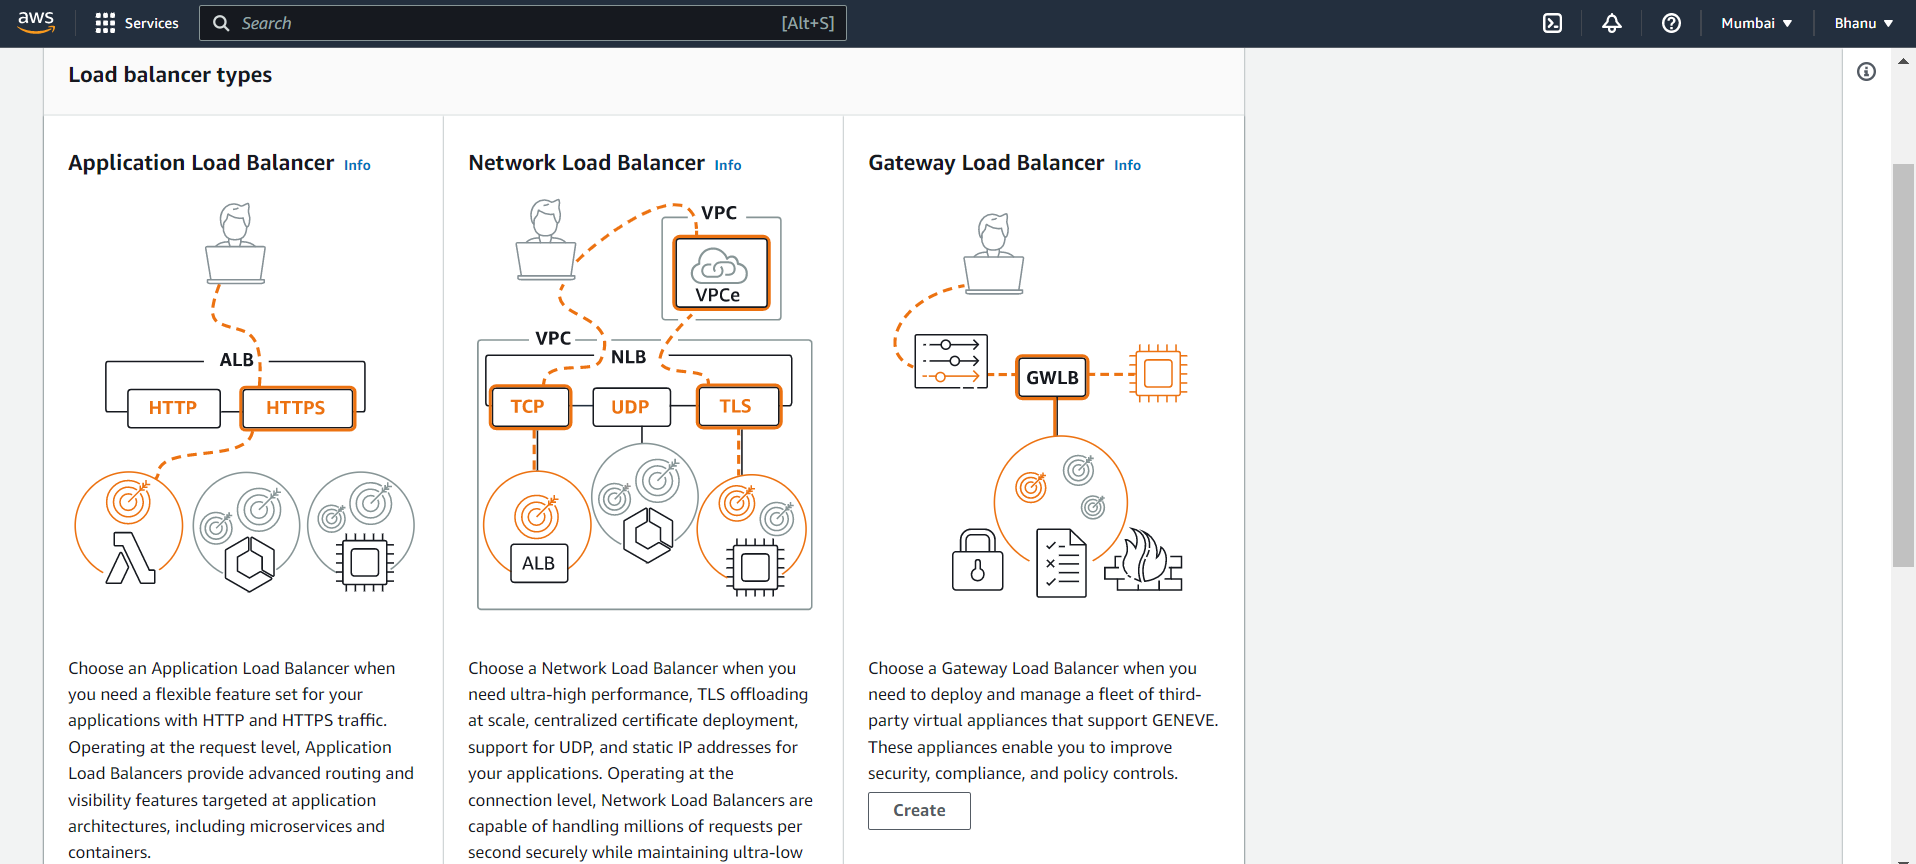 aws
Services
Search
[Alt+S]
Mumbai
Bhanu
Load balancer types
Application Load Balancer Info
ALB
HTTP
HTTPS
Choose an Application Load Balancer when
you need a flexible feature set for your
applications with HTTP and HTTPS traffic.
Operating at the request level, Application
Load Balancers provide advanced routing and
visibility features targeted at application
architectures, including microservices and
containers.
Network Load Balancer Info
VPC
VPCe
VPC
NLB
TCP
UDP
TLS
ALB
Choose a Network Load Balancer when you
need ultra-high performance, TLS offloading
at scale, centralized certificate deployment,
support for UDP, and static IP addresses for
your applications. Operating at the
connection level, Network Load Balancers are
capable of handling millions of requests per
second securely while maintaining ultra-low
Gateway Load Balancer Info
GWLB
Choose a Gateway Load Balancer when you
need to deploy and manage a fleet of third-
party virtual appliances that support GENEVE.
These appliances enable you to improve
security, compliance, and policy controls.
Create